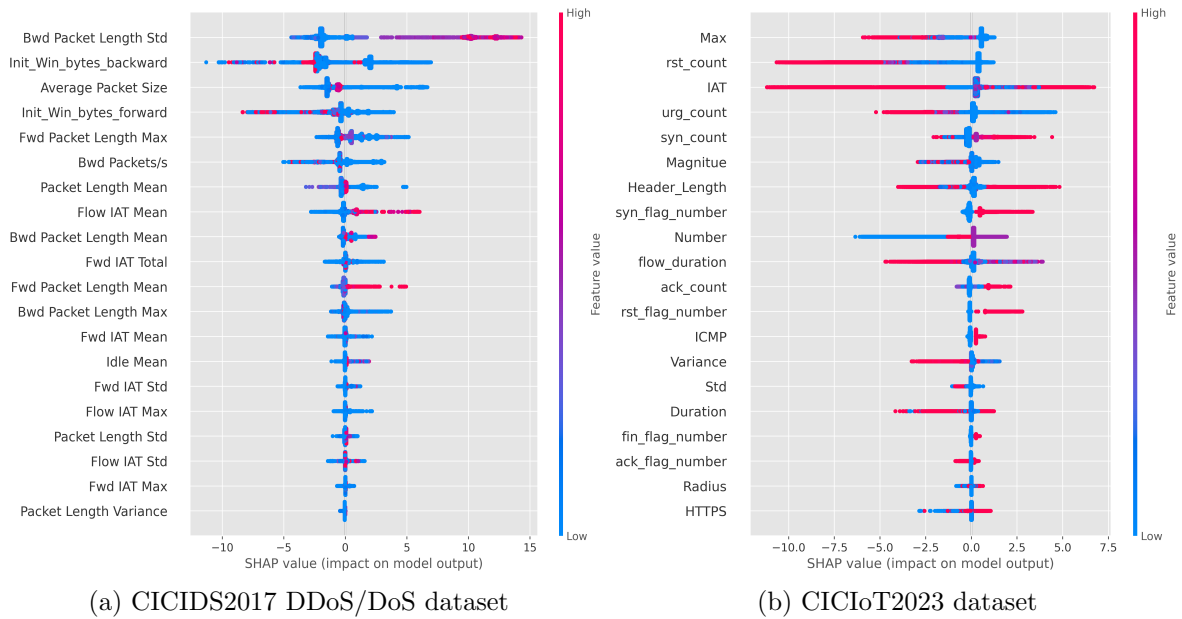 Bwd Packet Length Std
Init_Win_bytes_backward
Average Packet Size
Init_Win_bytes_forward
Fwd Packet Length Max
Bwd Packets/s
Packet Length Mean
Flow IAT Mean
Bwd Packet Length Mean
Fwd IAT Total
Fwd Packet Length Mean
Bwd Packet Length Max
Fwd IAT Mean
Idle Mean
Fwd IAT Std
Flow IAT Max
Packet Length Std
Flow IAT Std
Fwd IAT Max
Packet Length Variance
−10 −5 0 5 10 15
SHAP value (impact on model output)
High
Feature value
Low
(a) CICIDS2017 DDoS/DoS dataset
Max
rst_count
IAT
urg_count
syn_count
Magnitue
Header_Length
syn_flag_number
Number
flow_duration
ack_count
rst_flag_number
ICMP
Variance
Std
Duration
fin_flag_number
ack_flag_number
Radius
HTTPS
−10.0 −7.5 −5.0 −2.5 0.0 2.5 5.0 7.5
SHAP value (impact on model output)
High
Feature value
Low
(b) CICIoT2023 dataset